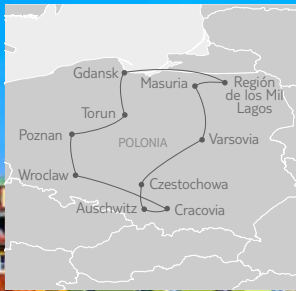 Gdansk
Masuria
Región
de los Mil
Lagos
Torun
Poznan
POLONIA
Varsovia
Wroclaw
Czestochowa
Auschwitz
Cracovia